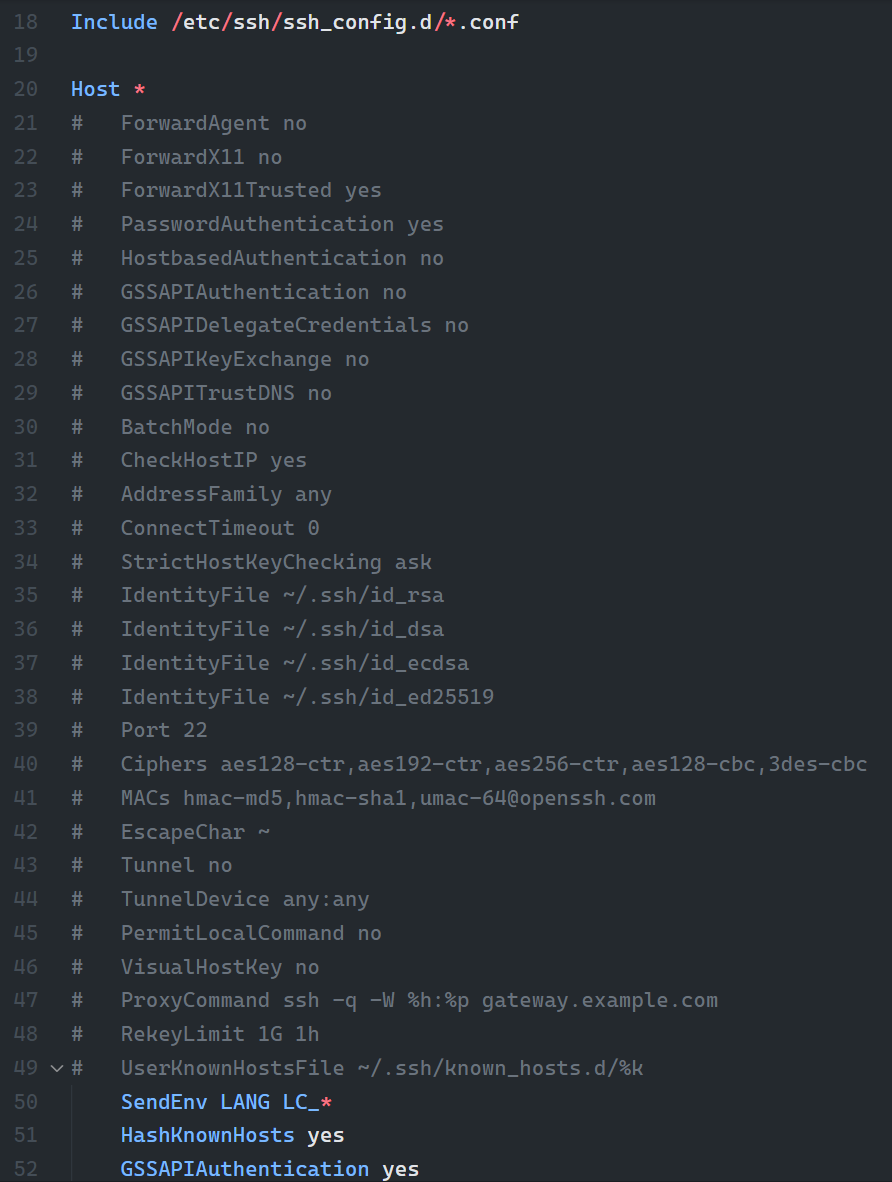 18 Include /etc/ssh/ssh_config.d/*.conf
19
20 Host *
21 #   ForwardAgent no
22 #   ForwardX11 no
23 #   ForwardX11Trusted yes
24 #   PasswordAuthentication yes
25 #   HostbasedAuthentication no
26 #   GSSAPIAuthentication no
27 #   GSSAPIDelegateCredentials no
28 #   GSSAPIKeyExchange no
29 #   GSSAPITrustDNS no
30 #   BatchMode no
31 #   CheckHostIP yes
32 #   AddressFamily any
33 #   ConnectTimeout 0
34 #   StrictHostKeyChecking ask
35 #   IdentityFile ~/.ssh/id_rsa
36 #   IdentityFile ~/.ssh/id_dsa
37 #   IdentityFile ~/.ssh/id_ecdsa
38 #   IdentityFile ~/.ssh/id_ed25519
39 #   Port 22
40 #   Ciphers aes128-ctr,aes192-ctr,aes256-ctr,aes128-cbc,3des-cbc
41 #   MACs hmac-md5,hmac-sha1,umac-64@openssh.com
42 #   EscapeChar ~
43 #   Tunnel no
44 #   TunnelDevice any:any
45 #   PermitLocalCommand no
46 #   VisualHostKey no
47 #   ProxyCommand ssh -q -W %h:%p gateway.example.com
48 #   RekeyLimit 1G 1h
49 #   UserKnownHostsFile ~/.ssh/known_hosts.d/%k
50     SendEnv LANG LC_*
51     HashKnownHosts yes
52     GSSAPIAuthentication yes